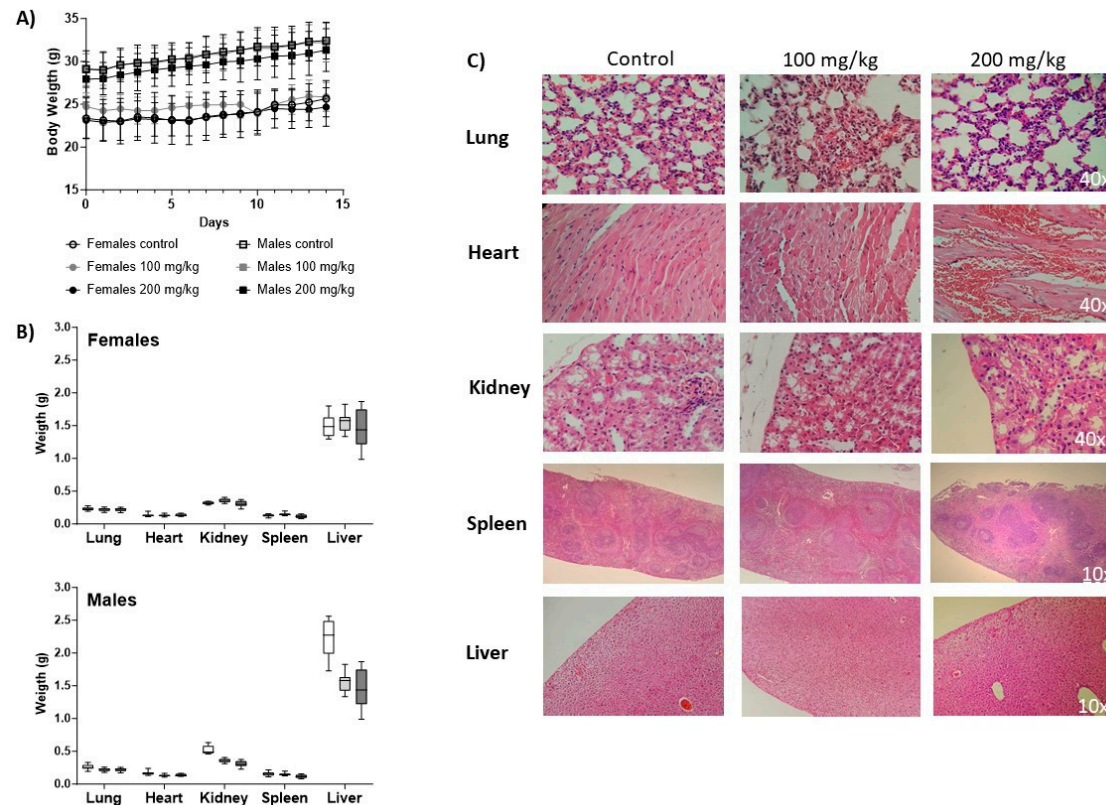 A)
35
30
25
20
15
Body Weigth (g)
0 5 10 15
Days
Females control Males control
Females 100 mg/kg Males 100 mg/kg
Females 200 mg/kg Males 200 mg/kg
B)
Females
3.0
2.5
2.0
1.5
1.0
0.5
0.0
Weigth (g)
Lung Heart Kidney Spleen Liver
Males
3.0
2.5
2.0
1.5
1.0
0.5
0.0
Weigth (g)
Lung Heart Kidney Spleen Liver
C)
Control 100 mg/kg 200 mg/kg
Lung
40x
Heart
40x
Kidney
40x
Spleen
10x
Liver
10x